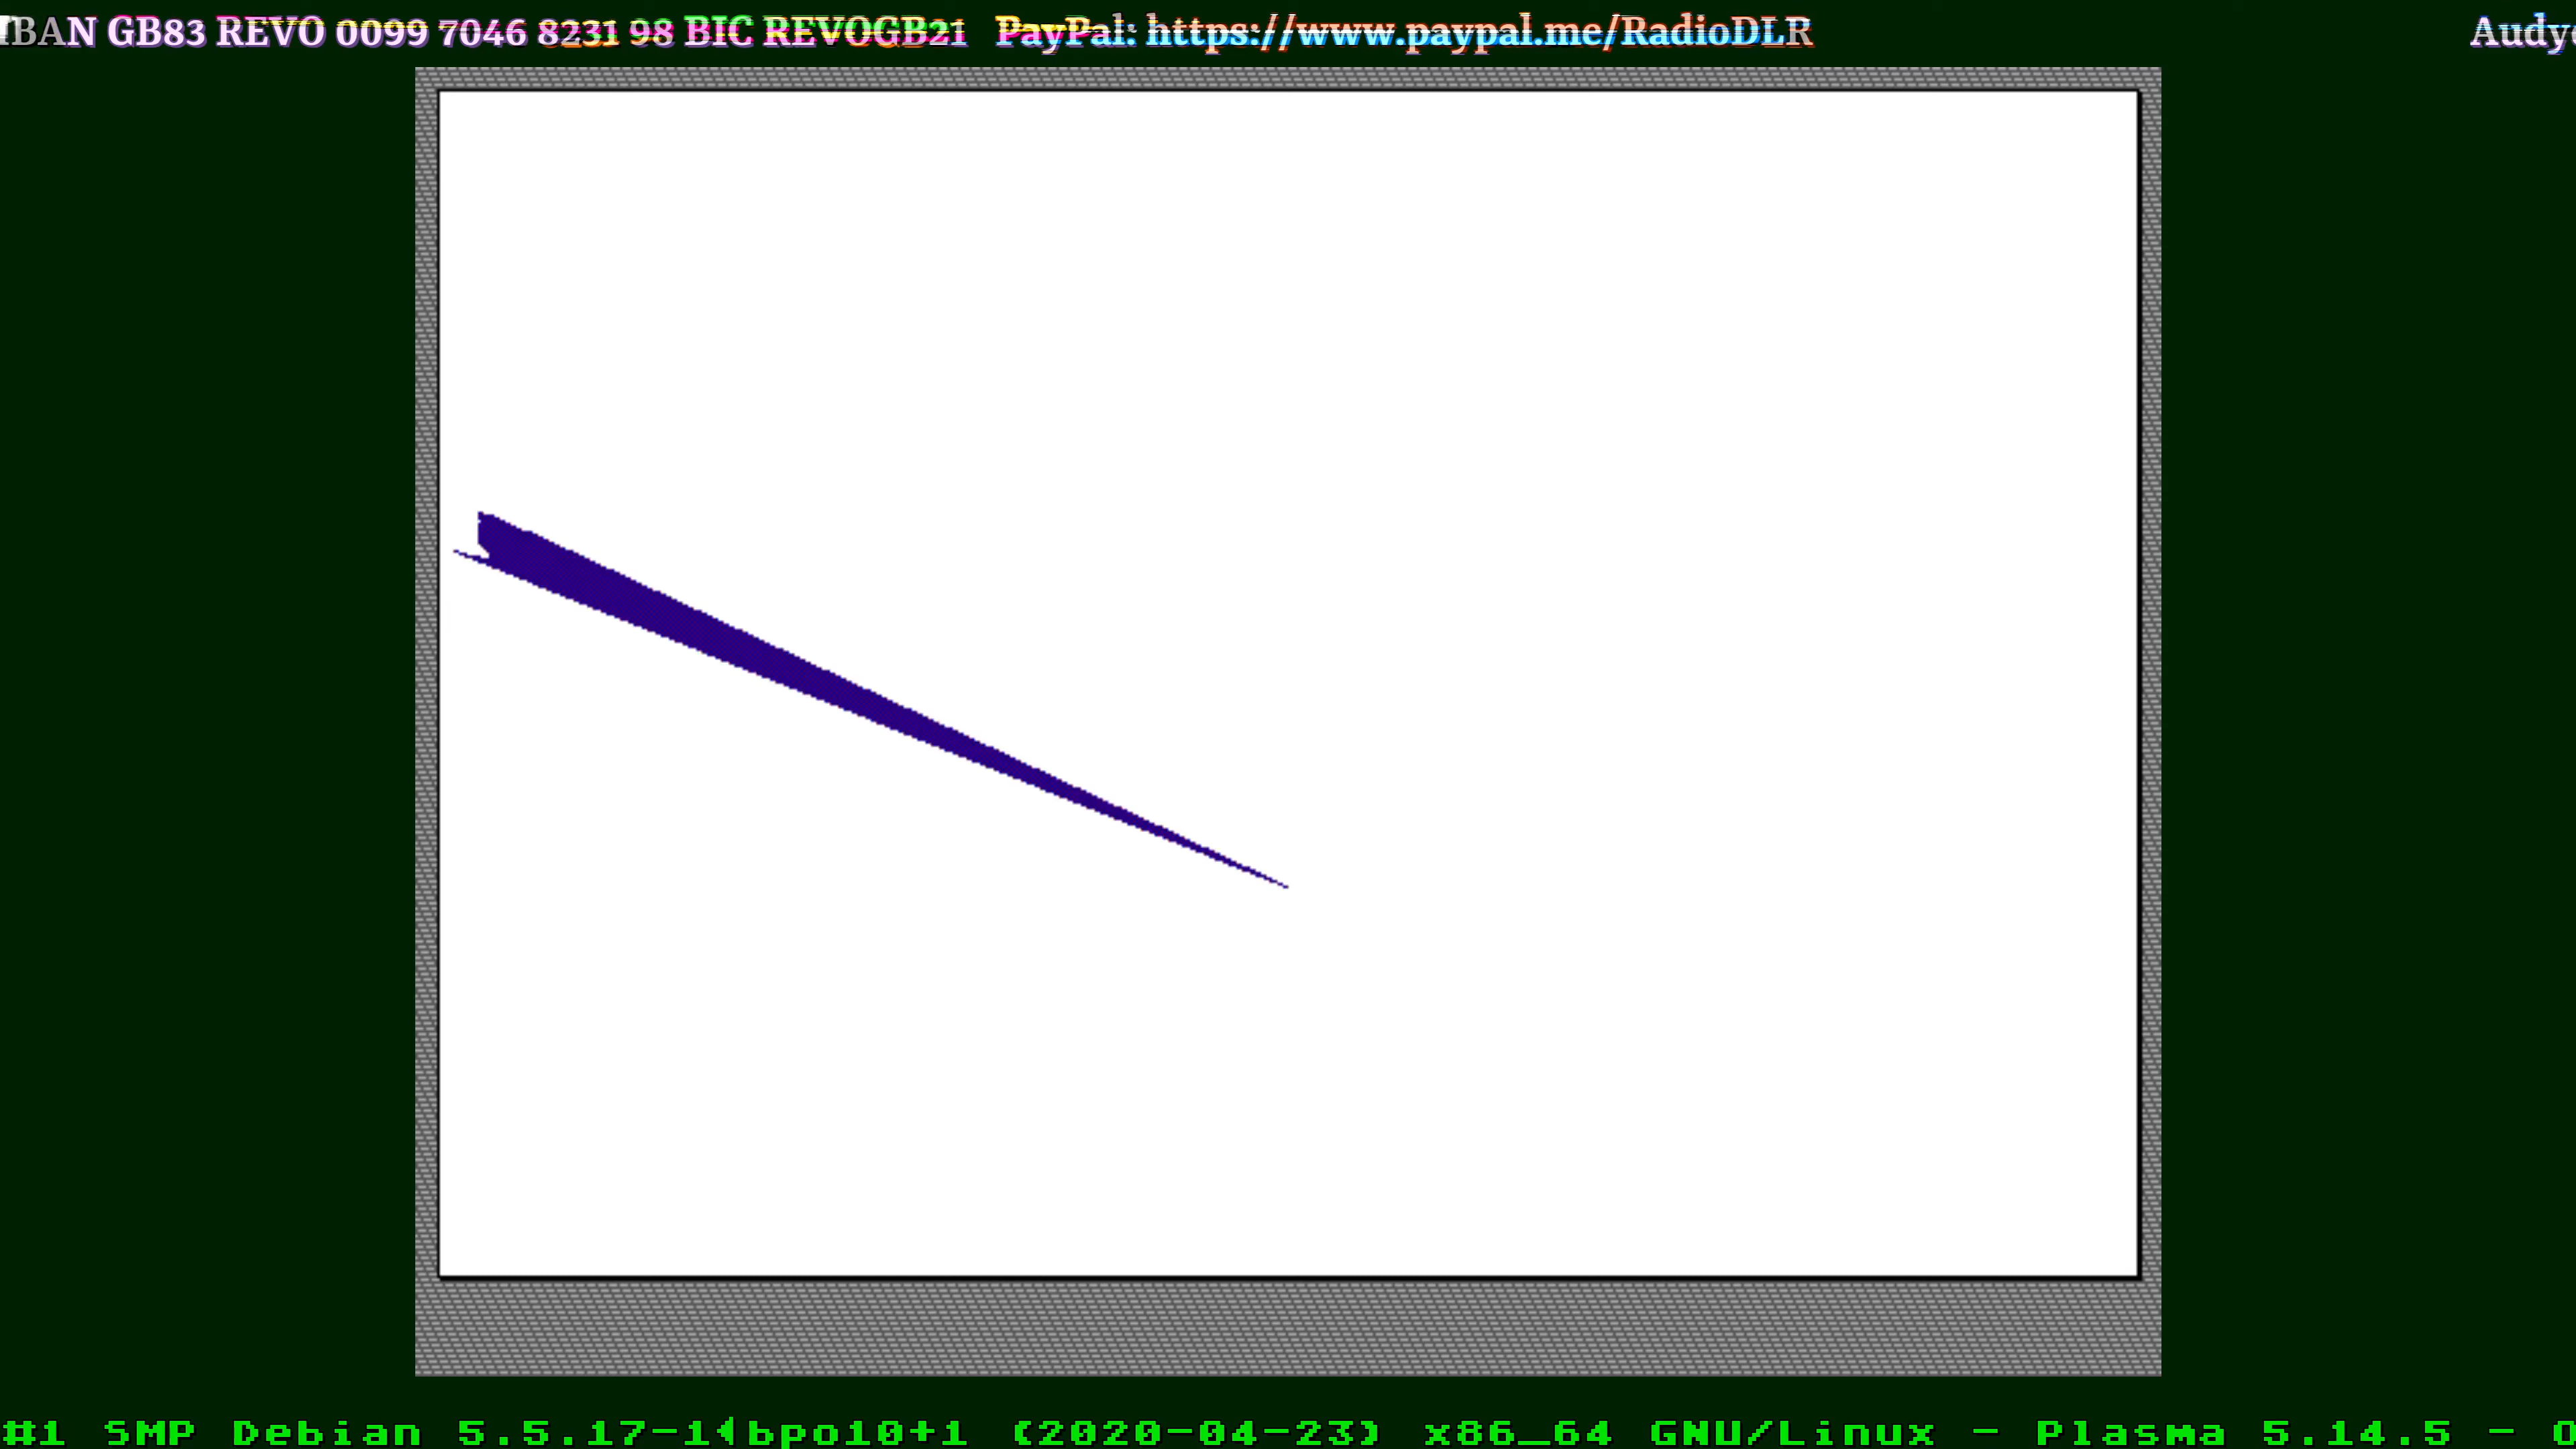 IBAN GB83 REVO 0099 7046 8231 98 BIC REVOGB21 PayPal: https://www.paypal.me/RadioDLR
#1 SMP Debian 5.5.17-1 bpo10+1 (2020-04-23) x86_64 GNU/Linux - Plasma 5.14.5 -